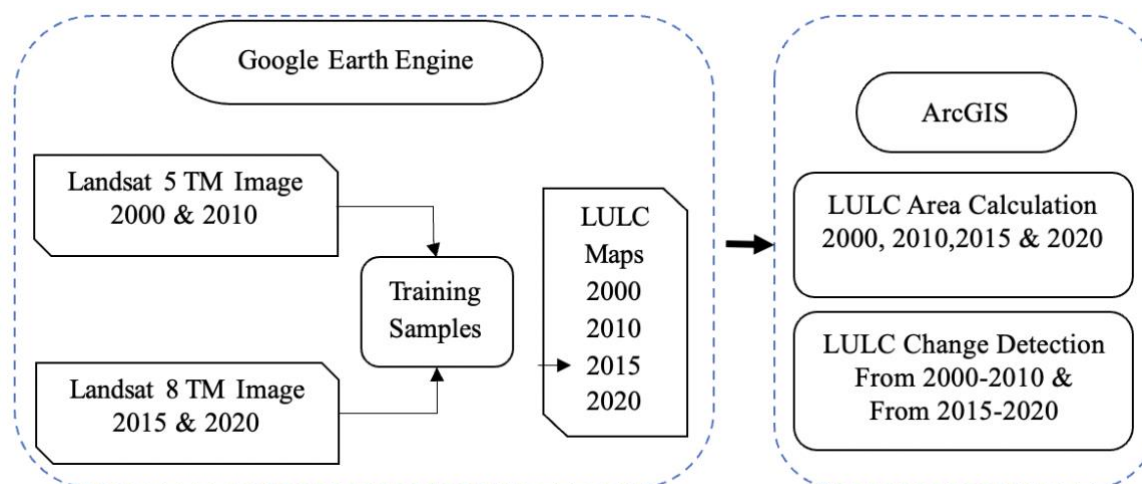 Google Earth Engine
Landsat 5 TM Image
2000 & 2010
Training
Samples
Landsat 8 TM Image
2015 & 2020
LULC
Maps
2000
2010
2015
2020
ArcGIS
LULC Area Calculation
2000, 2010,2015 & 2020
LULC Change Detection
From 2000-2010 &
From 2015-2020